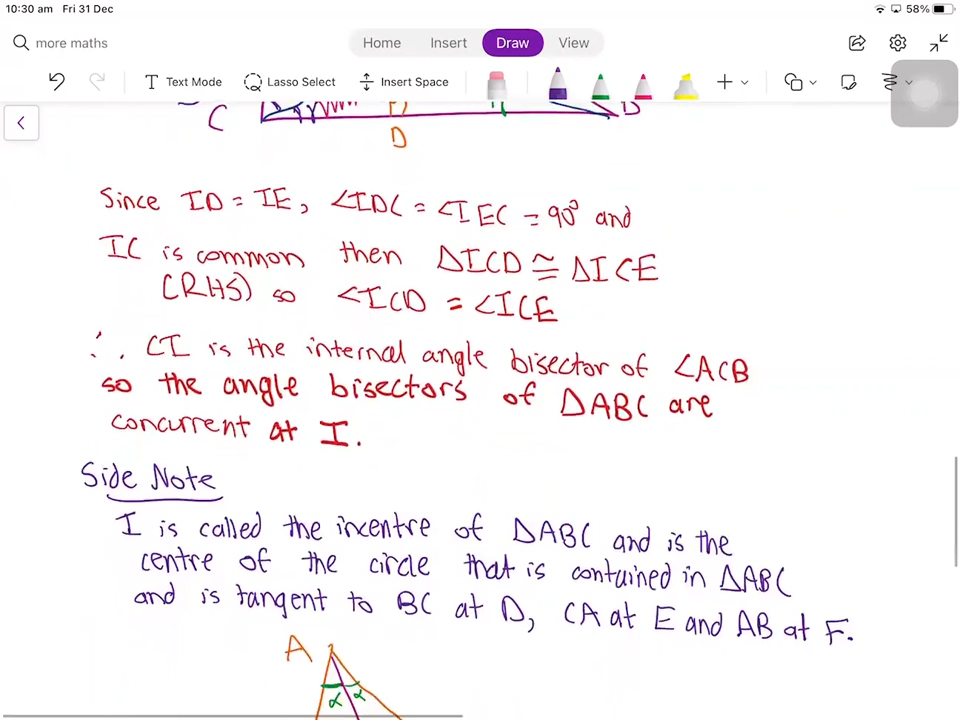 10:30 am Fri 31 Dec
58%
more maths
Home Insert Draw View
Text Mode Lasso Select Insert Space
C D
D
Since ID = IE, ∠IDC = ∠IEC = 90° and
IC is common then ΔICD ≅ ΔICE
(RHS) so ∠ICD = ∠ICE
∴ CI is the internal angle bisector of ∠ACB
so the angle bisectors of ΔABC are
concurrent at I.
Side Note
I is called the incentre of ΔABC and is the
centre of the circle that is contained in ΔABC
and is tangent to BC at D, CA at E and AB at F.
A
α α